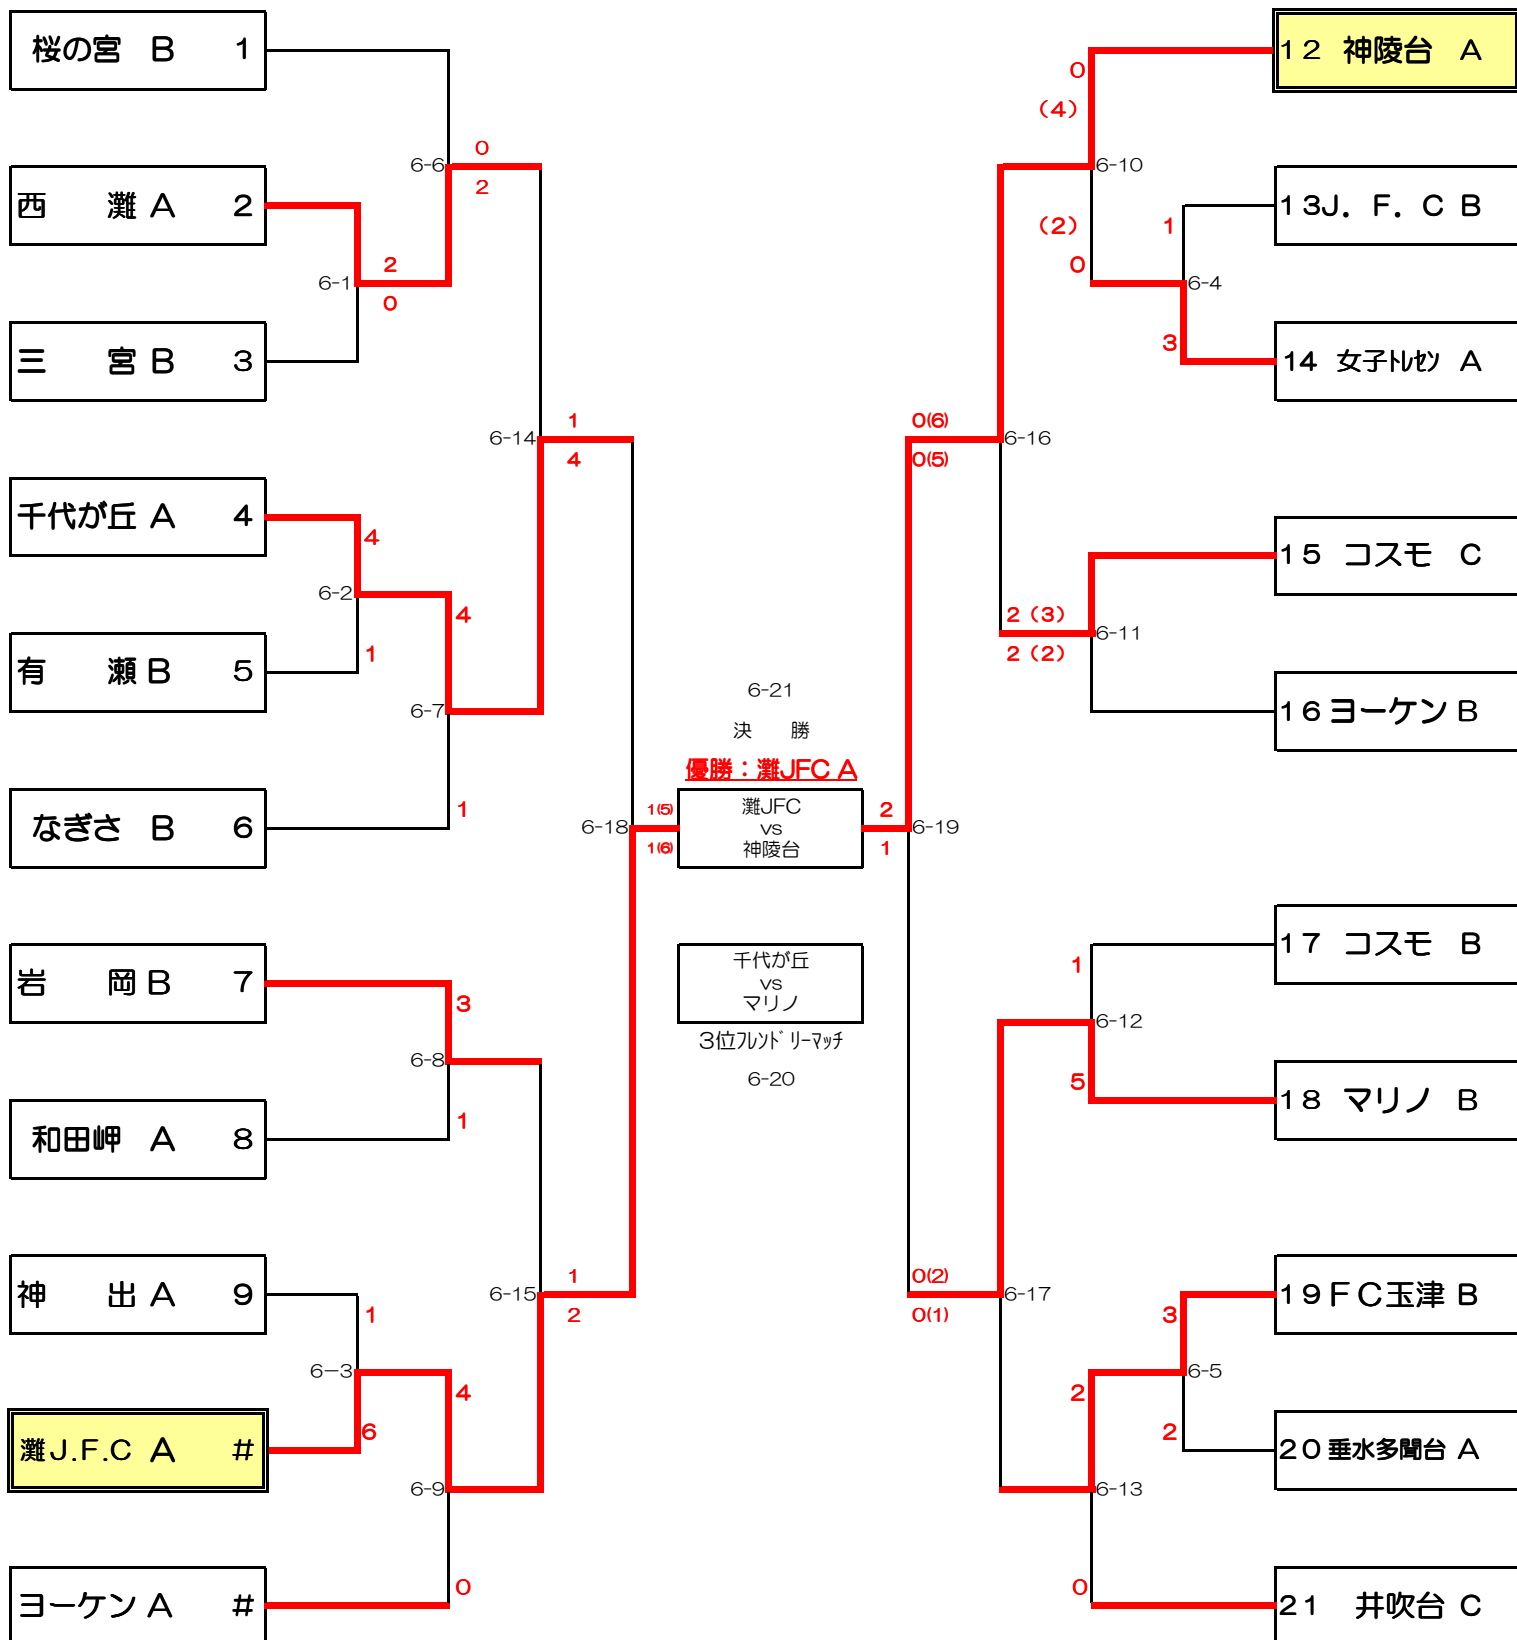 桜の宮 B 1
西 灘 A 2
三 宮 B 3
千代が丘 A 4
有 瀬 B 5
なぎさ B 6
岩 岡 B 7
和田岬 A 8
神 出 A 9
灘J.F.C A #
ヨーケン A #
6-1
2
0
6-2
4
1
6−3
1
6
6-6
0
2
6-7
4
1
6-8
3
1
6-9
4
0
6-14
1
4
6-15
1
2
6-18
1(5)
1(6)
6-21
決 勝
優勝:灘JFC A
灘JFC
vs
神陵台
千代が丘
vs
マリノ
3位フレンドリーマッチ
6-20
2
1
6-19
0(6)
0(5)
6-16
0(2)
0(1)
6-17
0
(4)
6-10
(2)
0
2(3)
2(2)
6-11
1
6-12
5
2
6-13
0
1
6-4
3
3
6-5
2
12 神陵台 A
13J.F.C B
14 女子トレセン A
15 コスモ C
16 ヨーケン B
17 コスモ B
18 マリノ B
19 FC玉津 B
20 垂水多聞台 A
21 井吹台 C